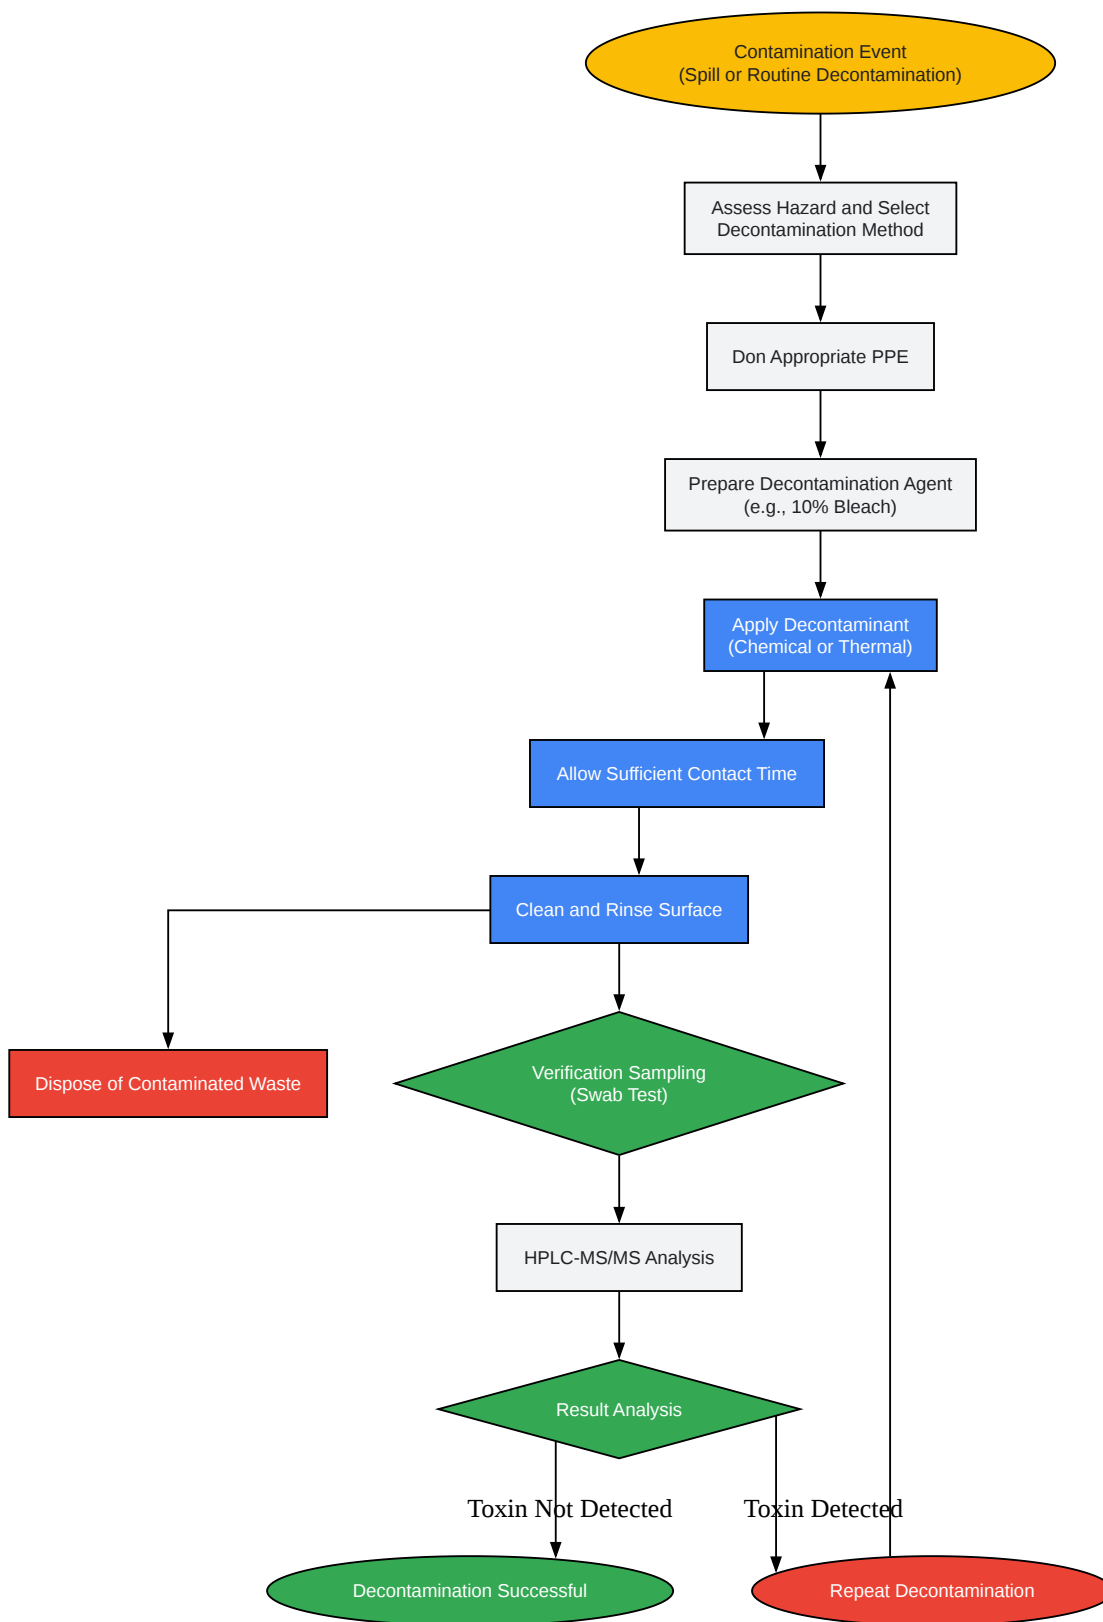 Contamination Event
(Spill or Routine Decontamination)
Assess Hazard and Select
Decontamination Method
Don Appropriate PPE
Prepare Decontamination Agent
(e.g., 10% Bleach)
Apply Decontaminant
(Chemical or Thermal)
Allow Sufficient Contact Time
Clean and Rinse Surface
Dispose of Contaminated Waste
Verification Sampling
(Swab Test)
HPLC-MS/MS Analysis
Result Analysis
Toxin Not Detected
Toxin Detected
Decontamination Successful
Repeat Decontamination